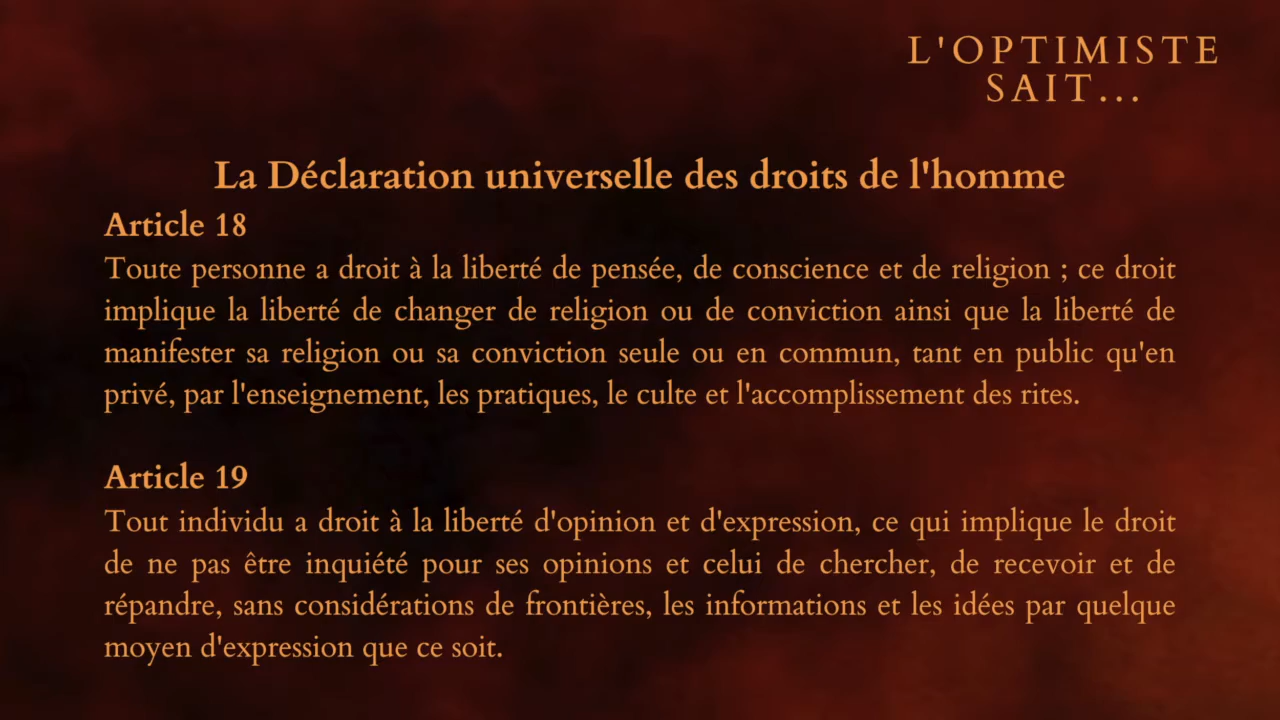 L'OPTIMISTE
SAIT...
La Déclaration universelle des droits de l'homme
Article 18
Toute personne a droit à la liberté de pensée, de conscience et de religion ; ce droit
implique la liberté de changer de religion ou de conviction ainsi que la liberté de
manifester sa religion ou sa conviction seule ou en commun, tant en public qu'en
privé, par l'enseignement, les pratiques, le culte et l'accomplissement des rites.
Article 19
Tout individu a droit à la liberté d'opinion et d'expression, ce qui implique le droit
de ne pas être inquiété pour ses opinions et celui de chercher, de recevoir et de
répandre, sans considérations de frontières, les informations et les idées par quelque
moyen d'expression que ce soit.